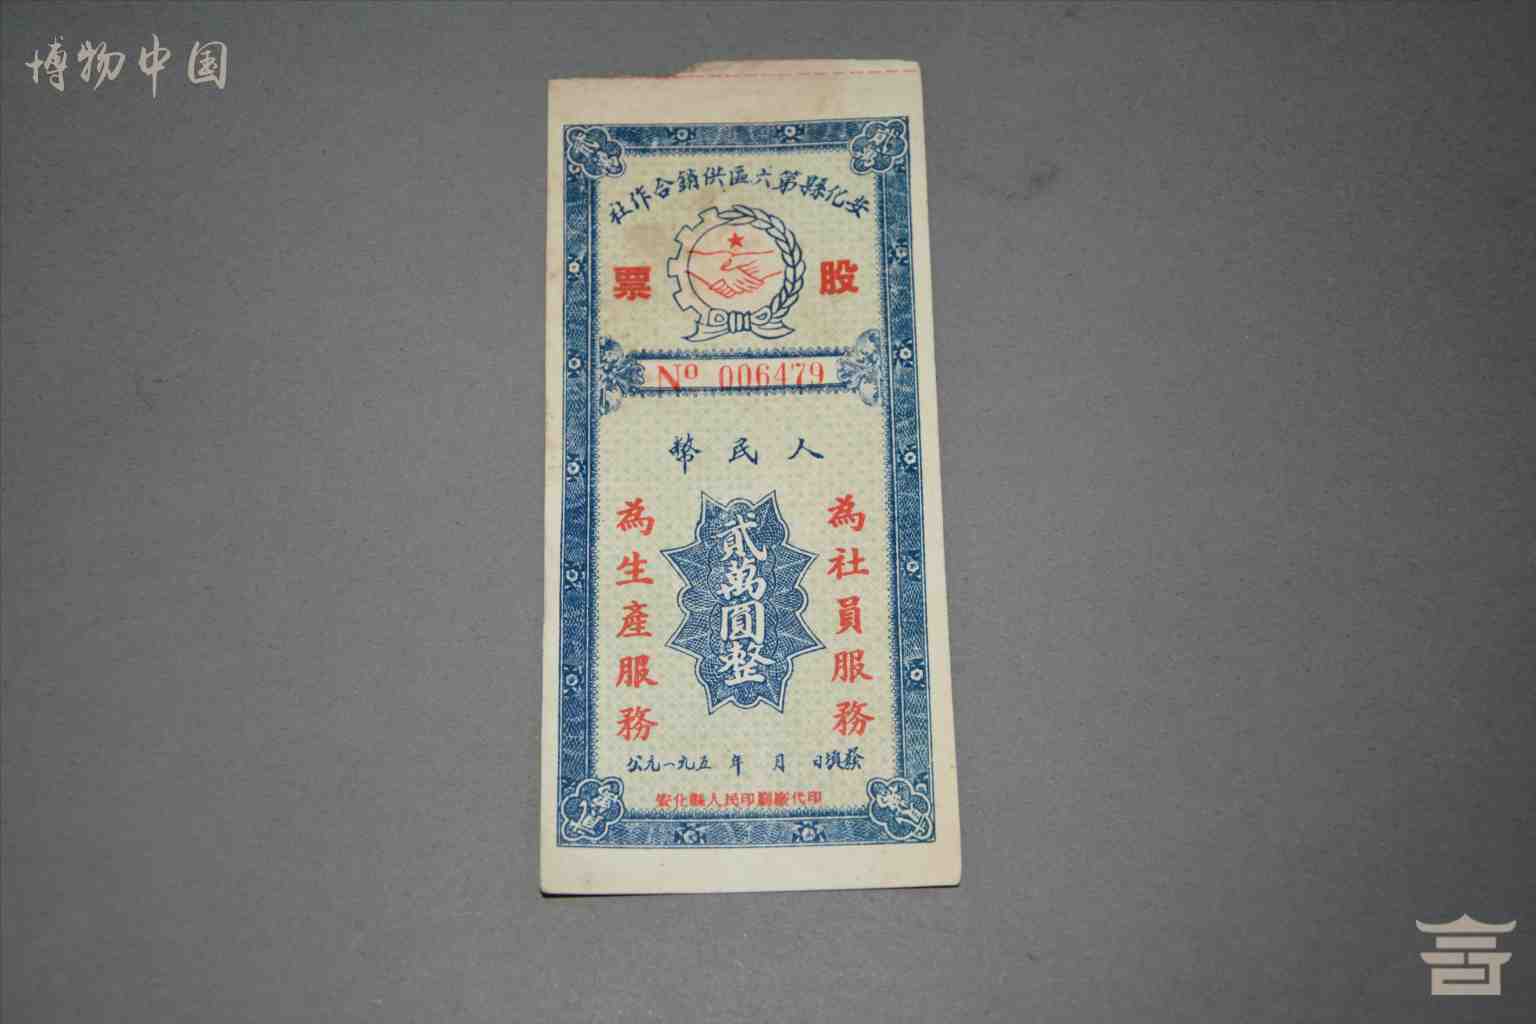 博物中国
安化縣第六區供銷合作社
股票
No 006479
人民幣
貳萬圓整
為社員服務
為生產服務
公元一九五 年 月 日填發
安化縣人民印刷廠代印